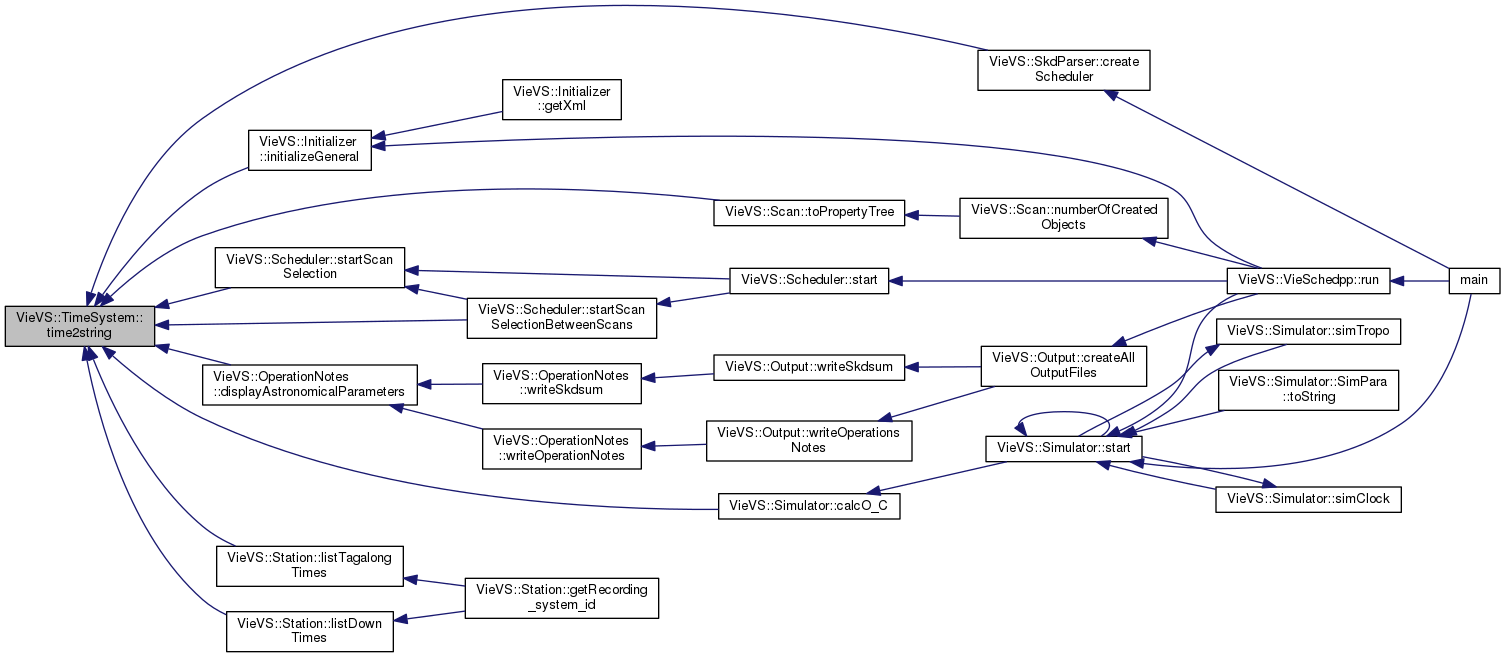 VieVS::SkdParser::create
Scheduler
VieVS::Initializer
::getXml
VieVS::Initializer
::initializeGeneral
VieVS::Scan::toPropertyTree
VieVS::Scan::numberOfCreated
Objects
VieVS::Scheduler::startScan
Selection
VieVS::Scheduler::start
VieVS::VieSchedpp::run
main
VieVS::TimeSystem::
time2string
VieVS::Scheduler::startScan
SelectionBetweenScans
VieVS::Simulator::simTropo
VieVS::OperationNotes
::displayAstronomicalParameters
VieVS::OperationNotes
::writeSkdsum
VieVS::Output::writeSkdsum
VieVS::Output::createAll
OutputFiles
VieVS::Simulator::SimPara
::toString
VieVS::OperationNotes
::writeOperationNotes
VieVS::Output::writeOperations
Notes
VieVS::Simulator::start
VieVS::Simulator::calcO_C
VieVS::Simulator::simClock
VieVS::Station::listTagalong
Times
VieVS::Station::getRecording
_system_id
VieVS::Station::listDown
Times